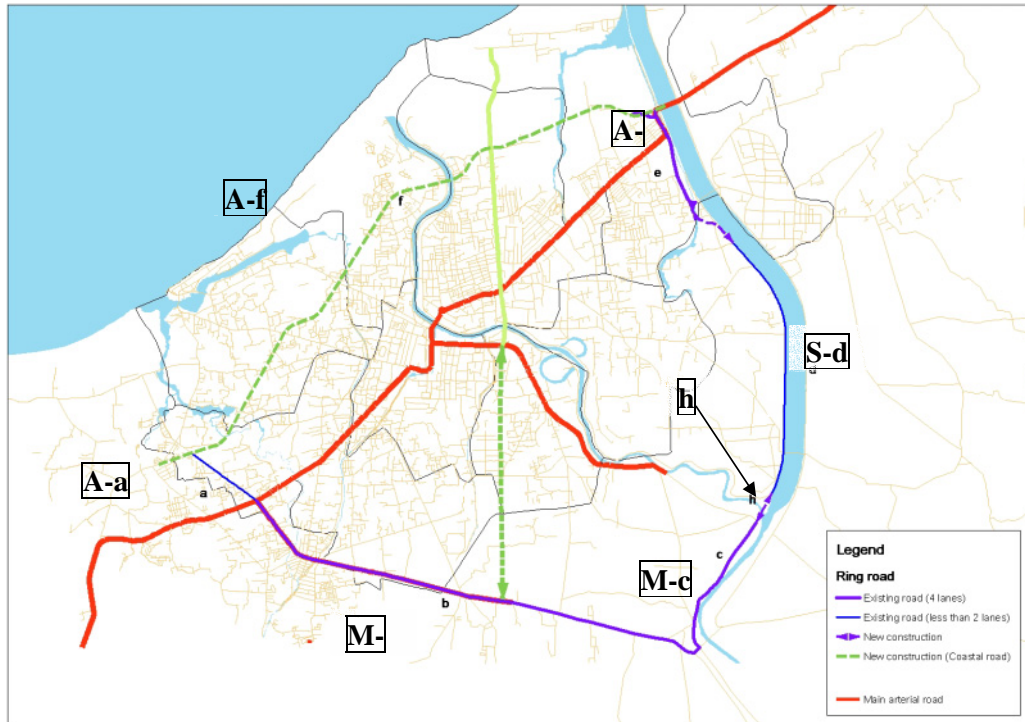 A-
e
A-f
f
S-d
d
h
A-a
a
h
M-c
c
b
M-
Legend
Ring road
Existing road (4 lanes)
Existing road (less than 2 lanes)
New construction
New construction (Coastal road)
Main arterial road